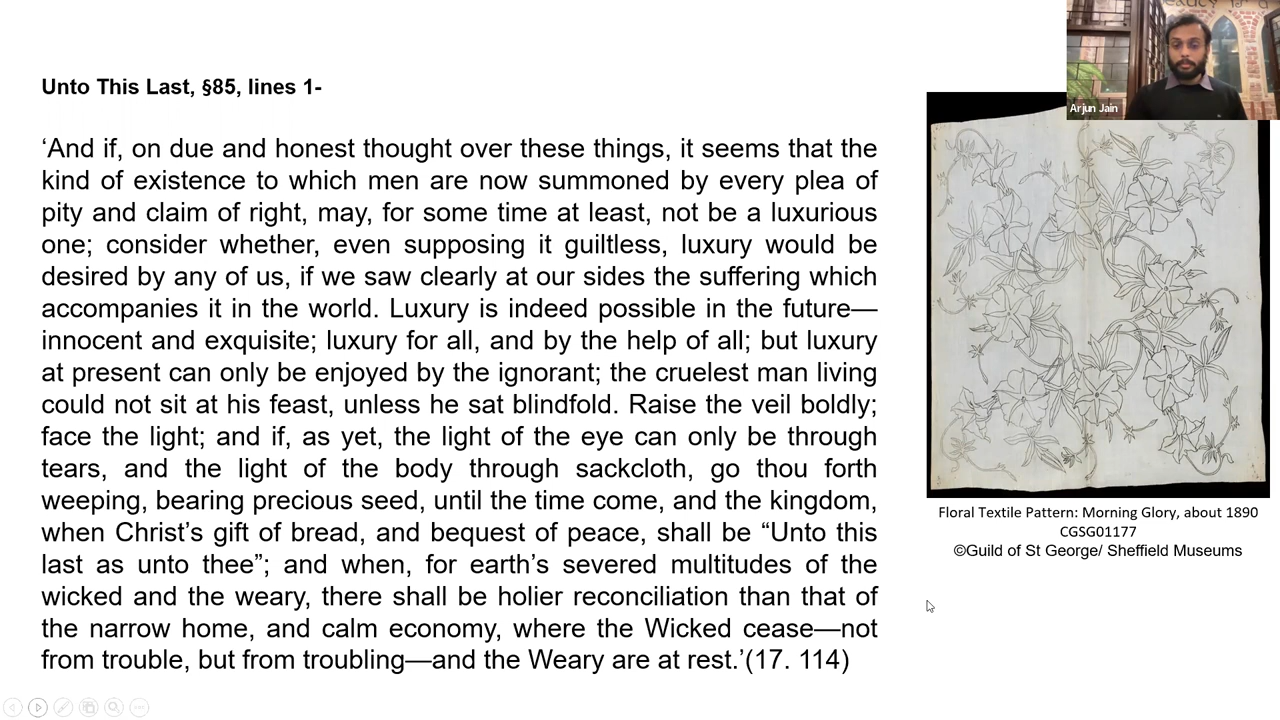 Unto This Last, §85, lines 1-
‘And if, on due and honest thought over these things, it seems that the
kind of existence to which men are now summoned by every plea of
pity and claim of right, may, for some time at least, not be a luxurious
one; consider whether, even supposing it guiltless, luxury would be
desired by any of us, if we saw clearly at our sides the suffering which
accompanies it in the world. Luxury is indeed possible in the future—
innocent and exquisite; luxury for all, and by the help of all; but luxury
at present can only be enjoyed by the ignorant; the cruelest man living
could not sit at his feast, unless he sat blindfold. Raise the veil boldly;
face the light; and if, as yet, the light of the eye can only be through
tears, and the light of the body through sackcloth, go thou forth
weeping, bearing precious seed, until the time come, and the kingdom,
when Christ’s gift of bread, and bequest of peace, shall be “Unto this
last as unto thee”; and when, for earth’s severed multitudes of the
wicked and the weary, there shall be holier reconciliation than that of
the narrow home, and calm economy, where the Wicked cease—not
from trouble, but from troubling—and the Weary are at rest.’(17. 114)
Arjun Jain
Floral Textile Pattern: Morning Glory, about 1890
CGSG01177
©Guild of St George/ Sheffield Museums